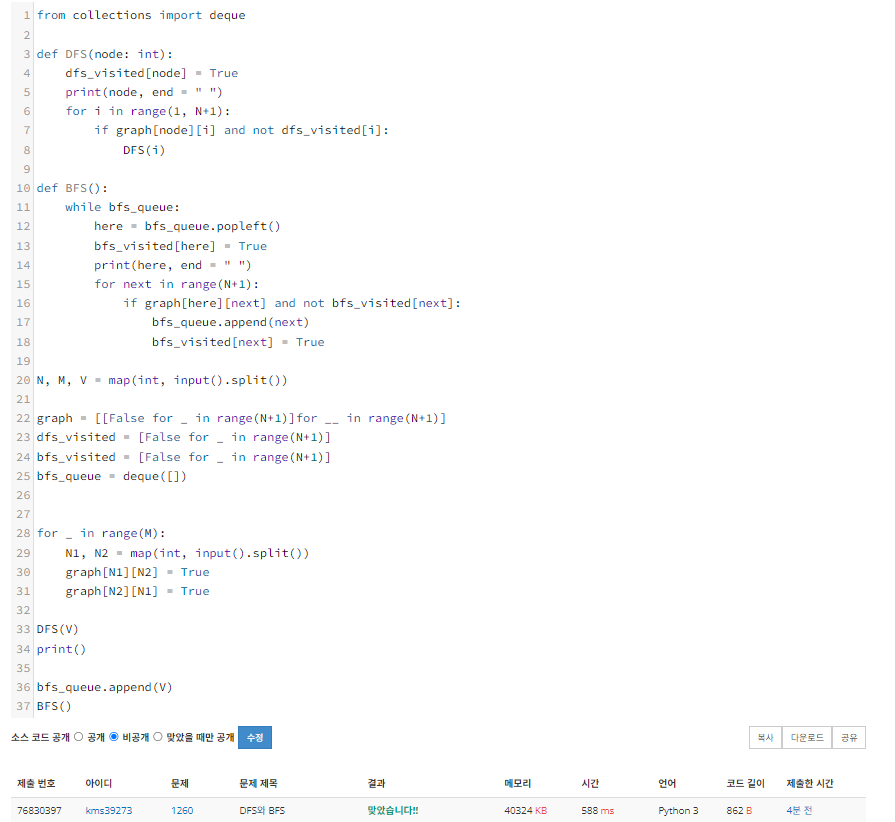 1 from collections import deque
2
3 def DFS(node: int):
4     dfs_visited[node] = True
5     print(node, end = " ")
6     for i in range(1, N+1):
7         if graph[node][i] and not dfs_visited[i]:
8             DFS(i)
9
10 def BFS():
11     while bfs_queue:
12         here = bfs_queue.popleft()
13         bfs_visited[here] = True
14         print(here, end = " ")
15         for next in range(N+1):
16             if graph[here][next] and not bfs_visited[next]:
17                 bfs_queue.append(next)
18                 bfs_visited[next] = True
19
20 N, M, V = map(int, input().split())
21
22 graph = [[False for _ in range(N+1)]for __ in range(N+1)]
23 dfs_visited = [False for _ in range(N+1)]
24 bfs_visited = [False for _ in range(N+1)]
25 bfs_queue = deque([])
26
27
28 for _ in range(M):
29     N1, N2 = map(int, input().split())
30     graph[N1][N2] = True
31     graph[N2][N1] = True
32
33 DFS(V)
34 print()
35
36 bfs_queue.append(V)
37 BFS()
소스 코드 공개 공개 비공개 맞았을 때만 공개 수정 복사 다운로드 공유
제출 번호 아이디 문제 문제 제목 결과 메모리 시간 언어 코드 길이 제출한 시간
76830397 kms39273 1260 DFS와 BFS 맞았습니다!! 40324 KB 588 ms Python 3 862 B 4분 전